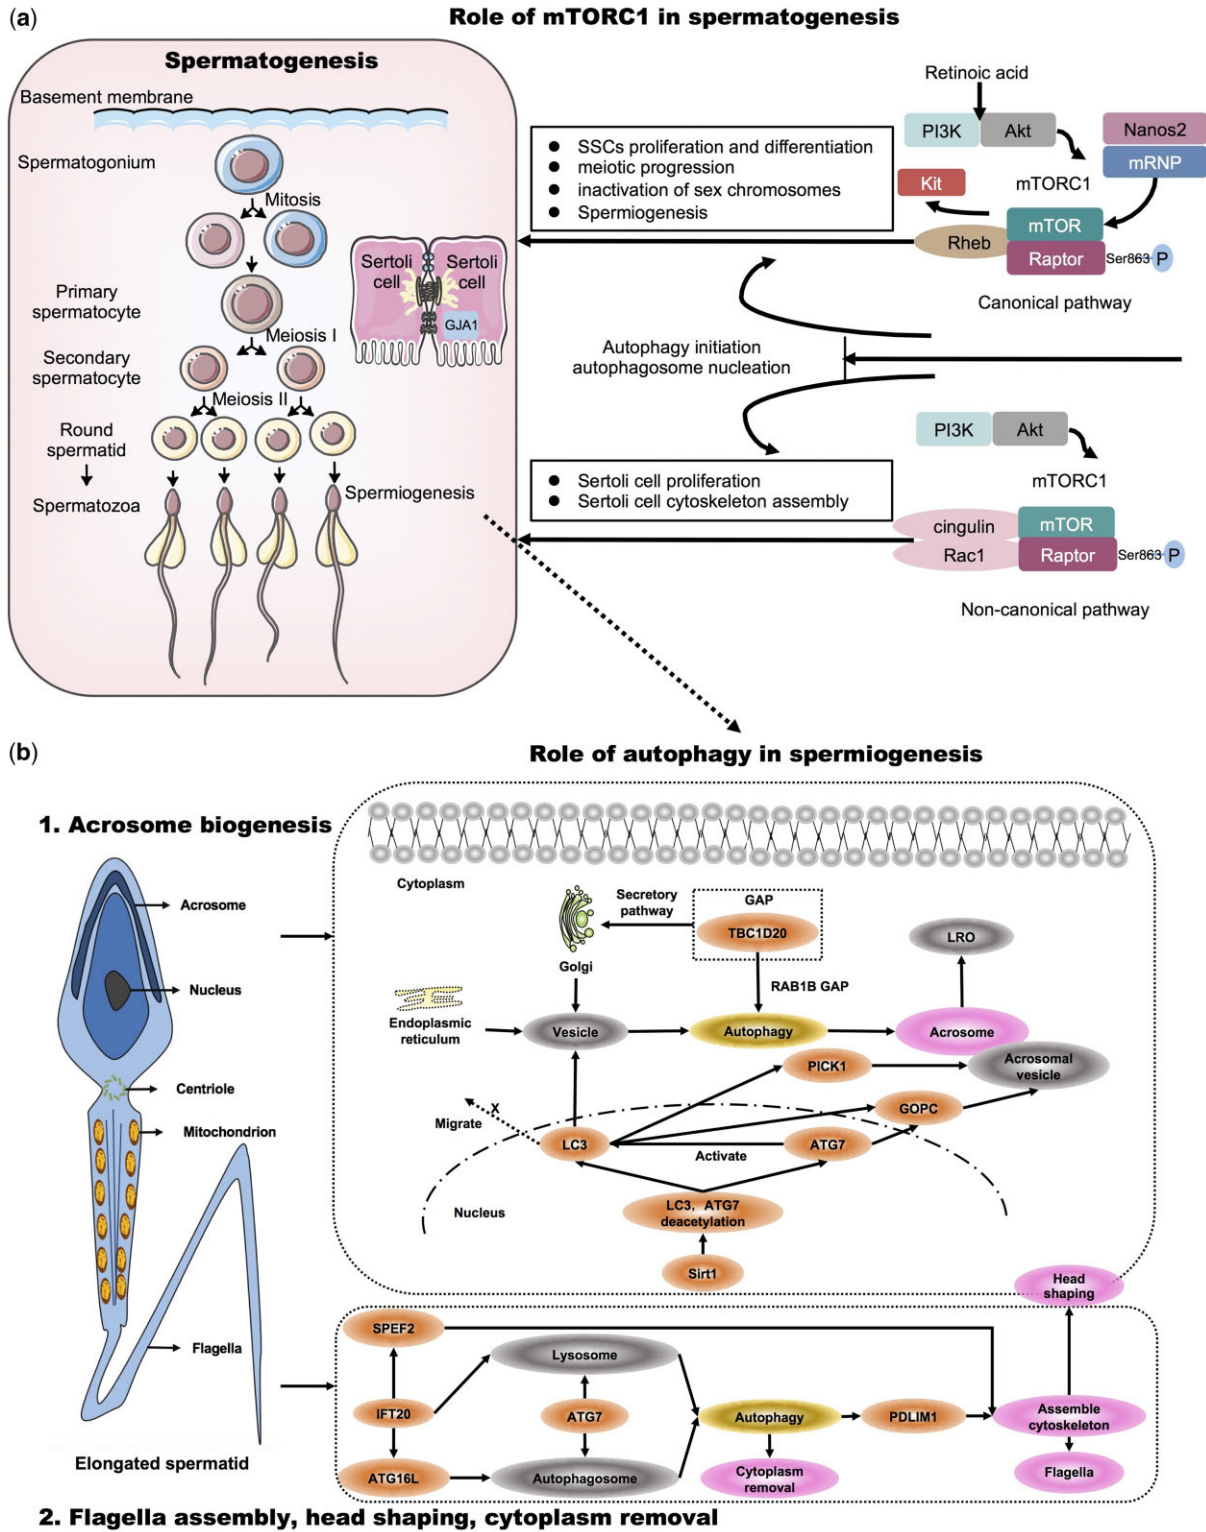 (a)
Role of mTORC1 in spermatogenesis
Spermatogenesis
Basement membrane
Spermatogonium
Mitosis
Primary
spermatocyte
Meiosis I
Secondary
spermatocyte
Meiosis II
Round
spermatid
Spermatozoa
Spermiogenesis
Sertoli
cell
Sertoli
cell
GJA1
● SSCs proliferation and differentiation
● meiotic progression
● inactivation of sex chromosomes
● Spermiogenesis
Retinoic acid
PI3K
Akt
Nanos2
mRNP
mTORC1
Kit
mTOR
Rheb
Raptor
Ser863
P
Canonical pathway
Autophagy initiation
autophagosome nucleation
PI3K
Akt
mTORC1
● Sertoli cell proliferation
● Sertoli cell cytoskeleton assembly
cingulin
mTOR
Rac1
Raptor
Ser863
P
Non-canonical pathway
(b)
Role of autophagy in spermiogenesis
1. Acrosome biogenesis
Acrosome
Nucleus
Centriole
Mitochondrion
Flagella
Elongated spermatid
Cytoplasm
Secretory
pathway
GAP
TBC1D20
LRO
Golgi
RAB1B GAP
Endoplasmic
reticulum
Vesicle
Autophagy
Acrosome
PICK1
Acrosomal
vesicle
X
Migrate
GOPC
LC3
Activate
ATG7
Nucleus
LC3, ATG7
deacetylation
Sirt1
Head
shaping
SPEF2
Lysosome
IFT20
ATG7
Autophagy
PDLIM1
Assemble
cytoskeleton
ATG16L
Autophagosome
Cytoplasm
removal
Flagella
2. Flagella assembly, head shaping, cytoplasm removal